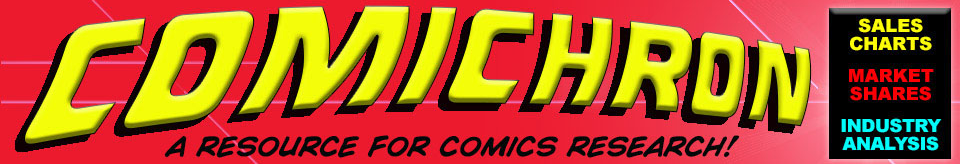 COMICHRON
A RESOURCE FOR COMICS RESEARCH!
SALES
CHARTS
MARKET
SHARES
INDUSTRY
ANALYSIS